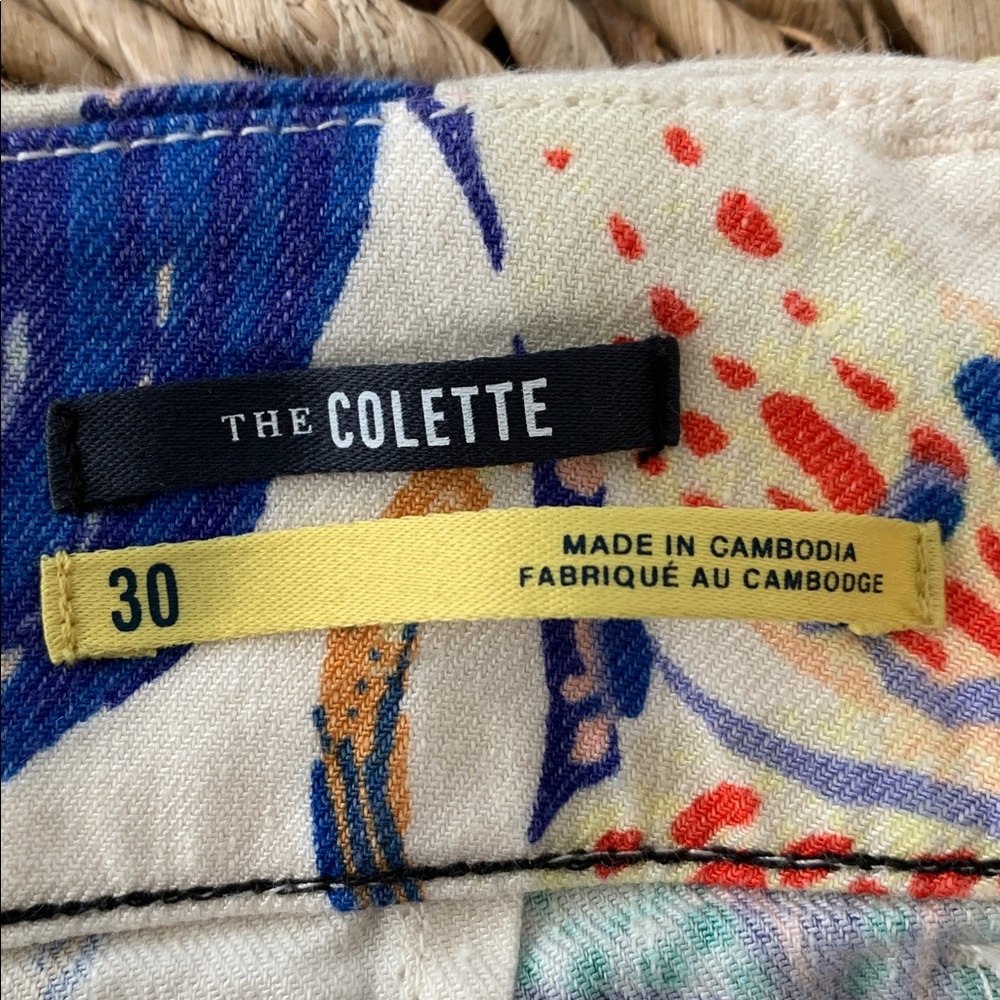 THE COLETTE
30
MADE IN CAMBODIA
FABRIQUÉ AU CAMBODGE